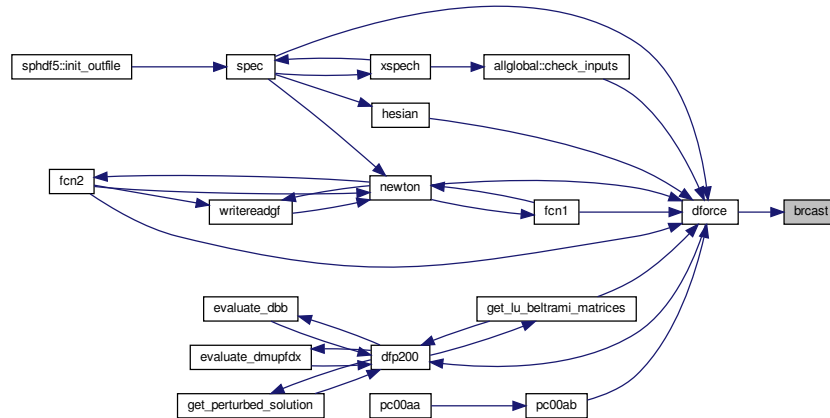 sphdf5::init_outfile
spec
xspech
allglobal::check_inputs
hesian
fcn2
newton
writereadgf
fcn1
dforce
brcast
evaluate_dbb
get_lu_beltrami_matrices
evaluate_dmupfdx
dfp200
get_perturbed_solution
pc00aa
pc00ab